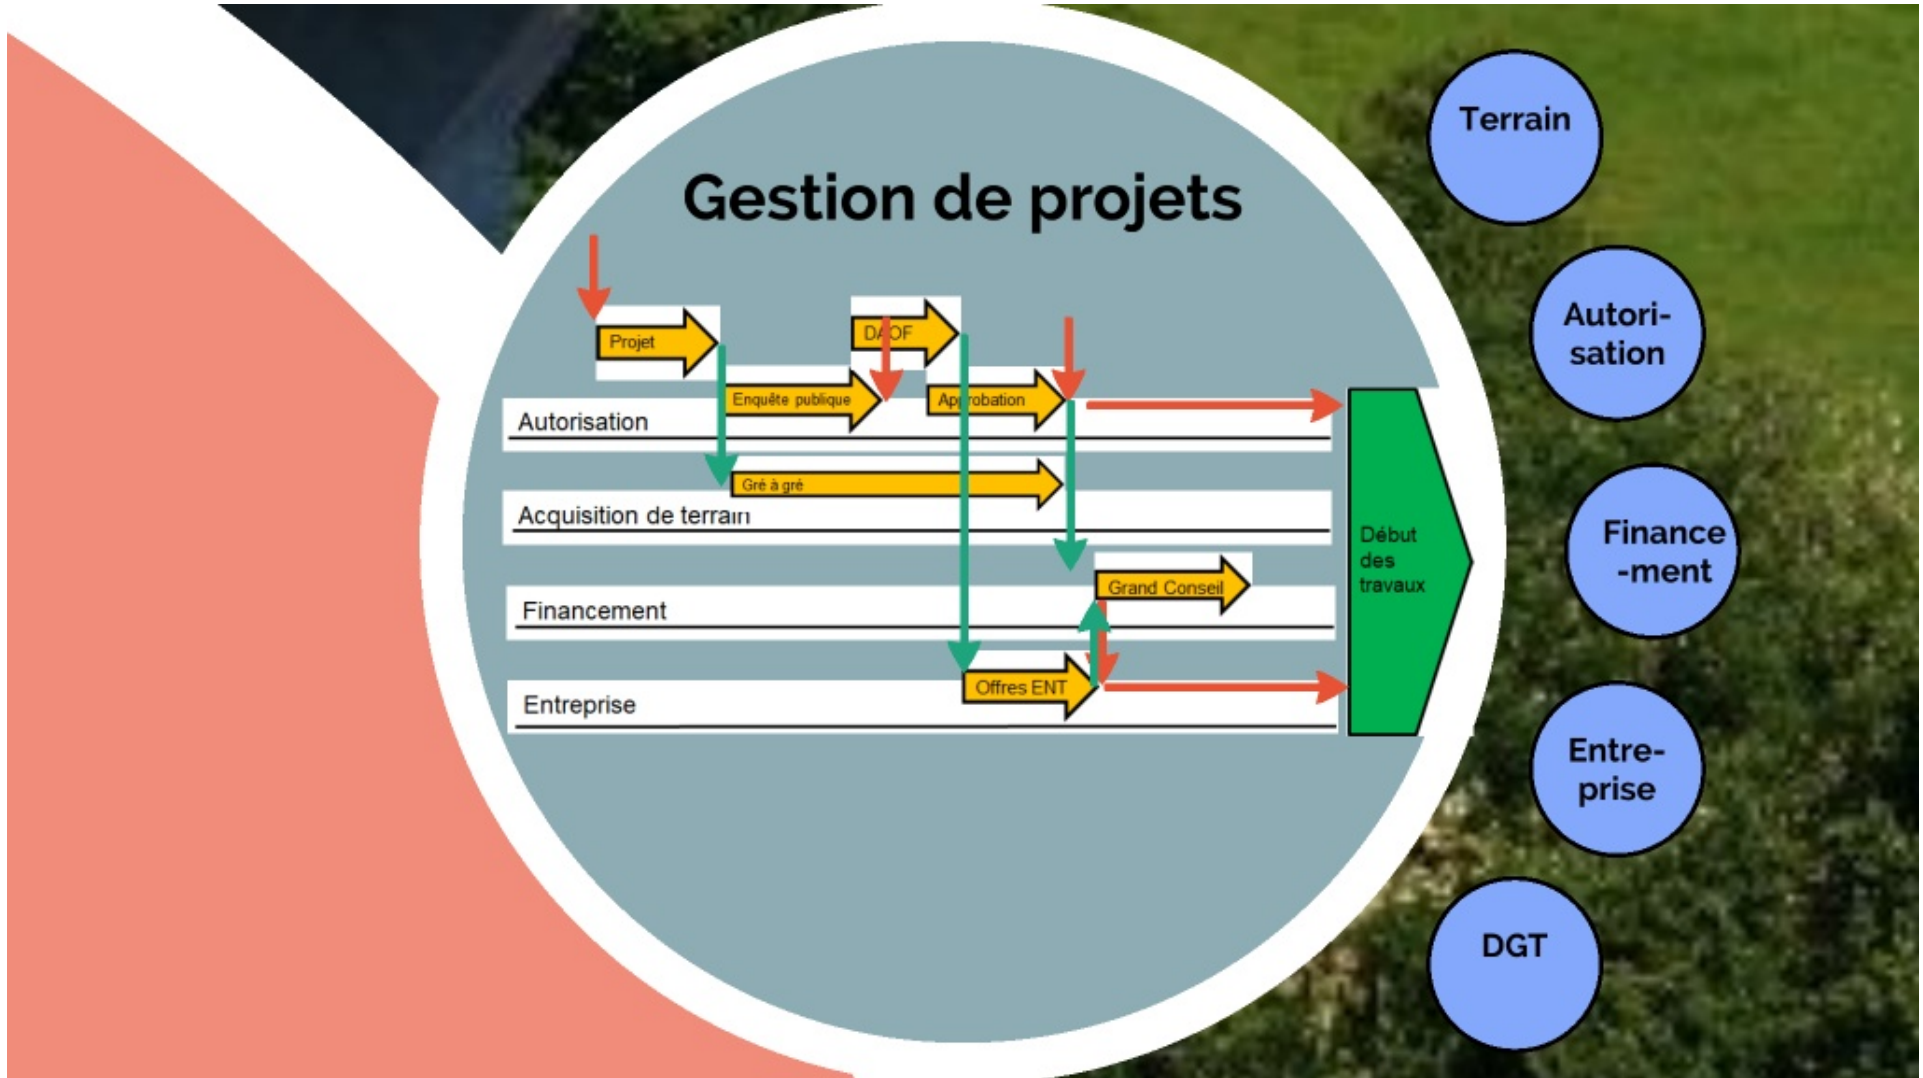 Gestion de projets
Projet
DAOF
Enquête publique
Approbation
Autorisation
Gré à gré
Acquisition de terrain
Grand Conseil
Financement
Offres ENT
Entreprise
Début
des
travaux
Terrain
Autori-
sation
Finance
-ment
Entre-
prise
DGT